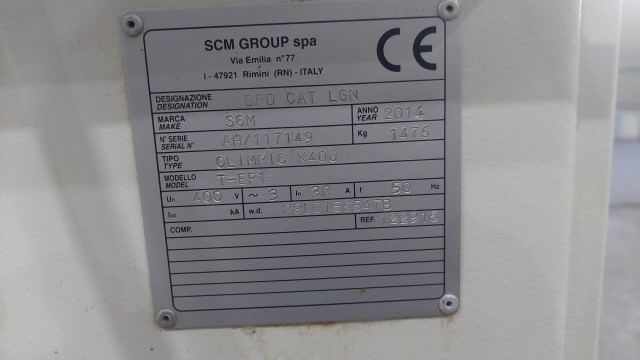 SCM GROUP spa
Via Emilia n°77
I - 47921 Rimini (RN) - ITALY
CE
DESIGNAZIONE
DESIGNATION
BRD CAT LGN
MARCA
MAKE
SCM
ANNO
YEAR
2014
N° SERIE
SERIAL N°
AH/117149
Kg
1476
TIPO
TYPE
OLIMPIC K400
MODELLO
MODEL
T-ER1
Un 400 V ~ 3 In 30 A f 50 Hz
Icc kA w.d.
COMP.
REF. 122916